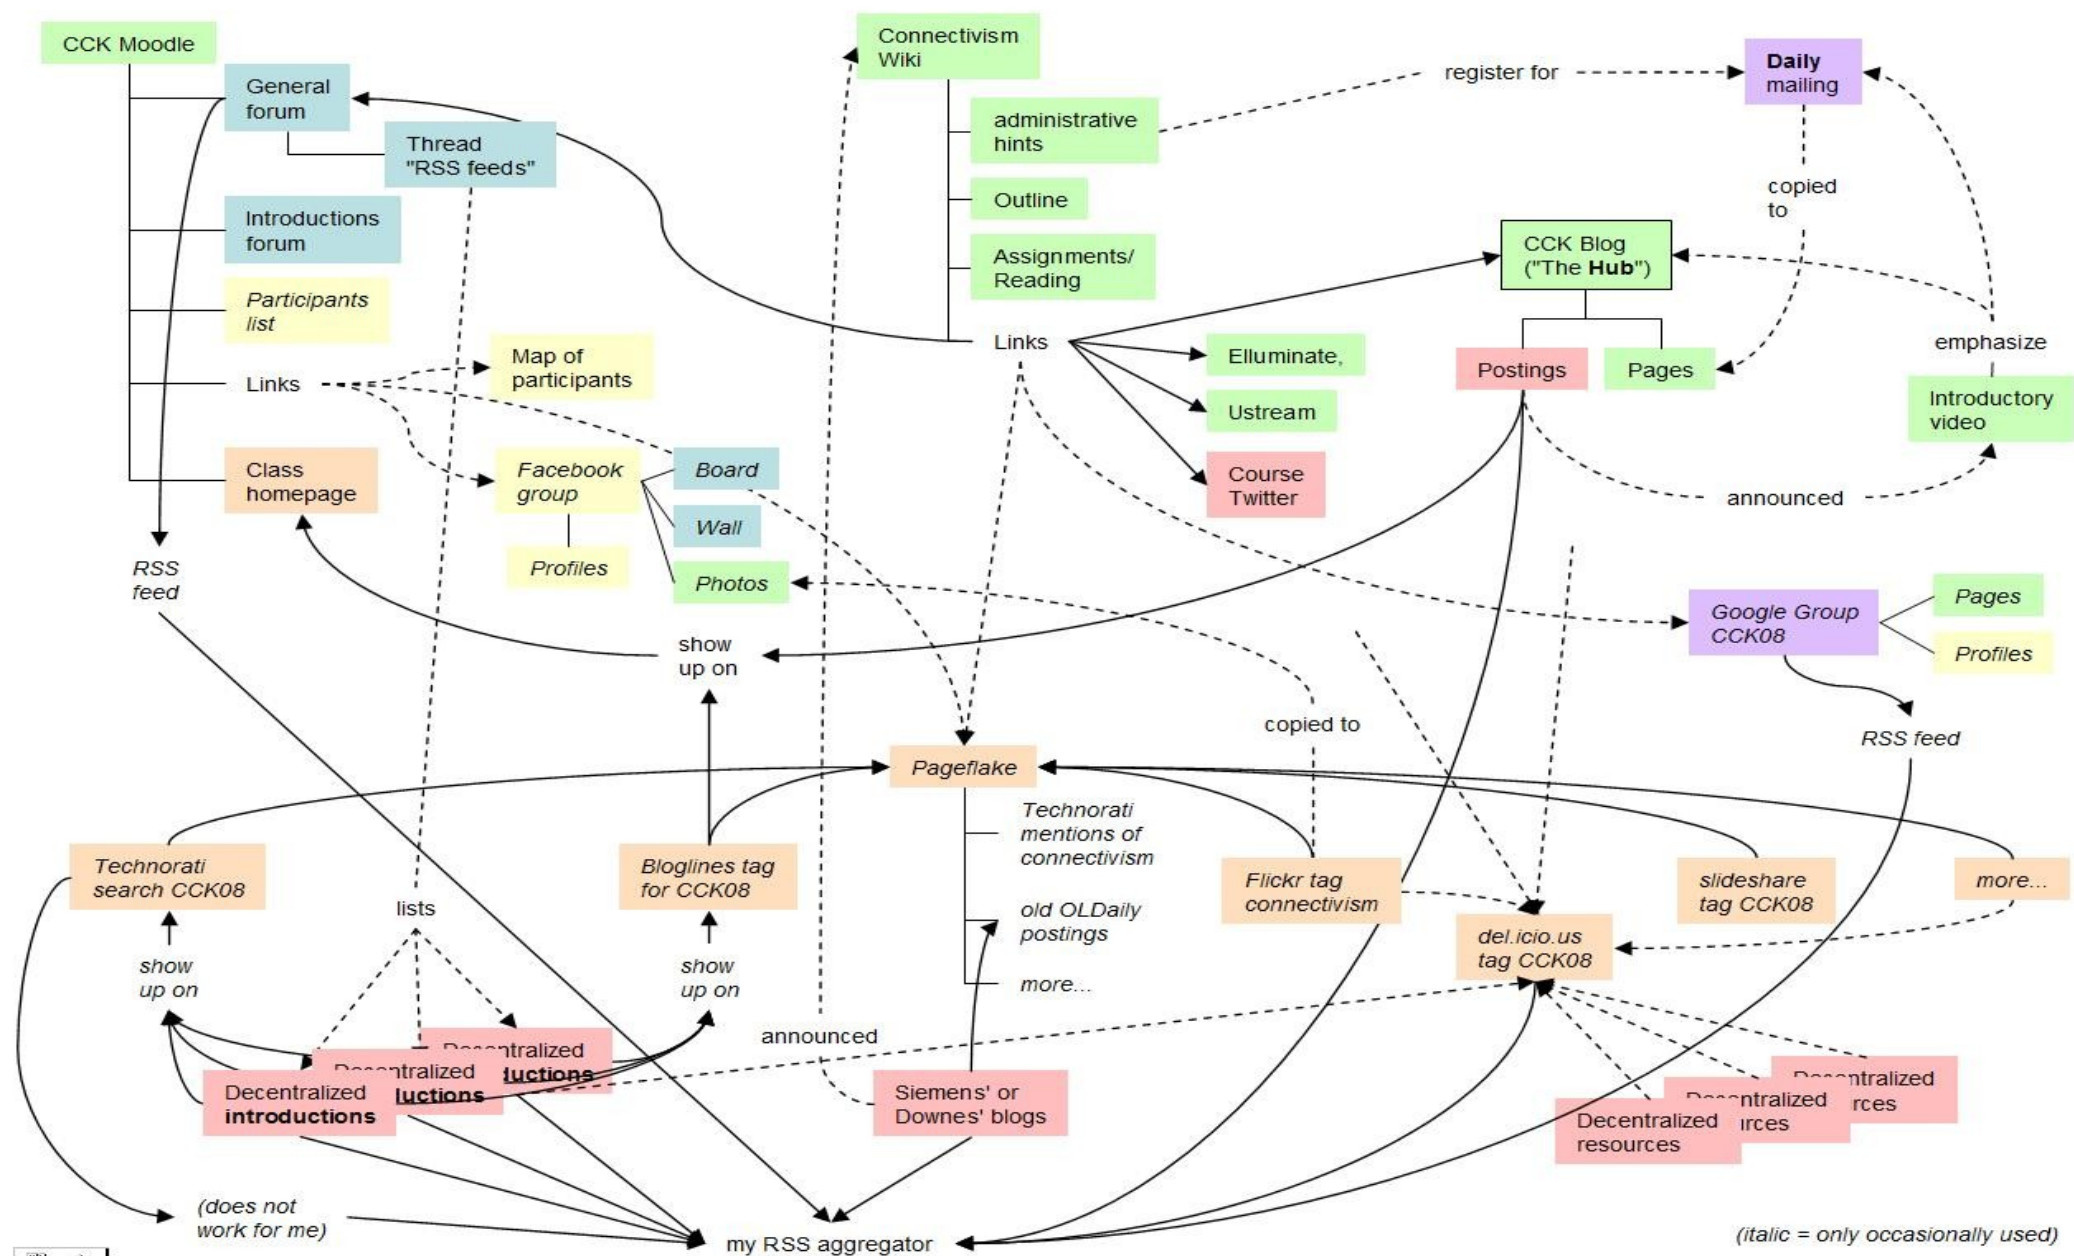 CCK Moodle
General
forum
Thread
"RSS feeds"
Introductions
forum
Participants
list
Links
Map of
participants
Class
homepage
Facebook
group
Profiles
Board
Wall
Photos
RSS
feed
show
up on
Connectivism
Wiki
administrative
hints
Outline
Assignments/
Reading
Links
register for
Daily
mailing
copied
to
CCK Blog
("The Hub")
Postings
Pages
emphasize
Introductory
video
announced
Elluminate,
Ustream
Course
Twitter
Google Group
CCK08
Pages
Profiles
RSS feed
copied to
Pageflake
Technorati
mentions of
connectivism
old OLDaily
postings
more...
Technorati
search CCK08
show
up on
lists
Bloglines tag
for CCK08
show
up on
Flickr tag
connectivism
del.icio.us
tag CCK08
slideshare
tag CCK08
more...
announced
Decentralized
introductions
Siemens' or
Downes' blogs
Decentralized
resources
(does not
work for me)
my RSS aggregator
(italic = only occasionally used)